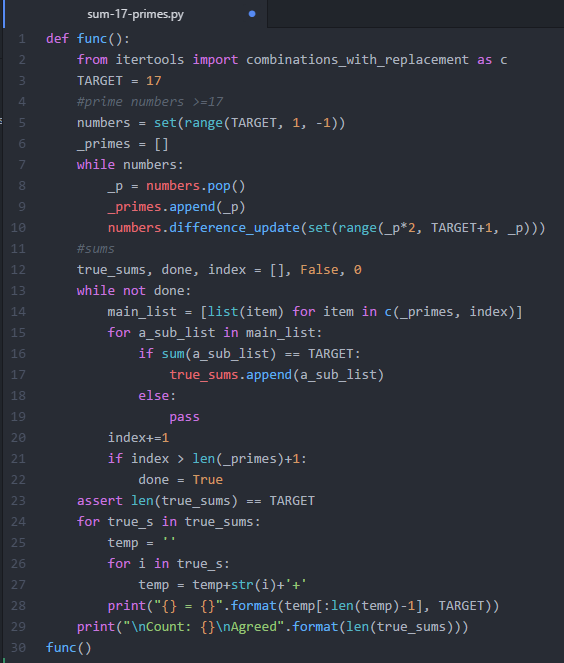 sum-17-primes.py
1 def func():
2     from itertools import combinations_with_replacement as c
3     TARGET = 17
4     #prime numbers >=17
5     numbers = set(range(TARGET, 1, -1))
6     _primes = []
7     while numbers:
8         _p = numbers.pop()
9         _primes.append(_p)
10         numbers.difference_update(set(range(_p*2, TARGET+1, _p)))
11     #sums
12     true_sums, done, index = [], False, 0
13     while not done:
14         main_list = [list(item) for item in c(_primes, index)]
15         for a_sub_list in main_list:
16             if sum(a_sub_list) == TARGET:
17                 true_sums.append(a_sub_list)
18             else:
19                 pass
20         index+=1
21         if index > len(_primes)+1:
22             done = True
23     assert len(true_sums) == TARGET
24     for true_s in true_sums:
25         temp = ''
26         for i in true_s:
27             temp = temp+str(i)+'+'
28         print("{} = {}".format(temp[:len(temp)-1], TARGET))
29     print("\nCount: {}\nAgreed".format(len(true_sums)))
30 func()